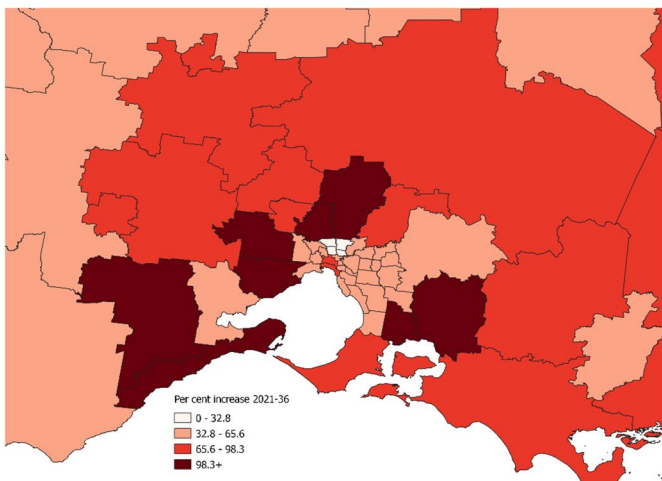 Per cent increase 2021-36
0 - 32.8
32.8 - 65.6
65.6 - 98.3
98.3+